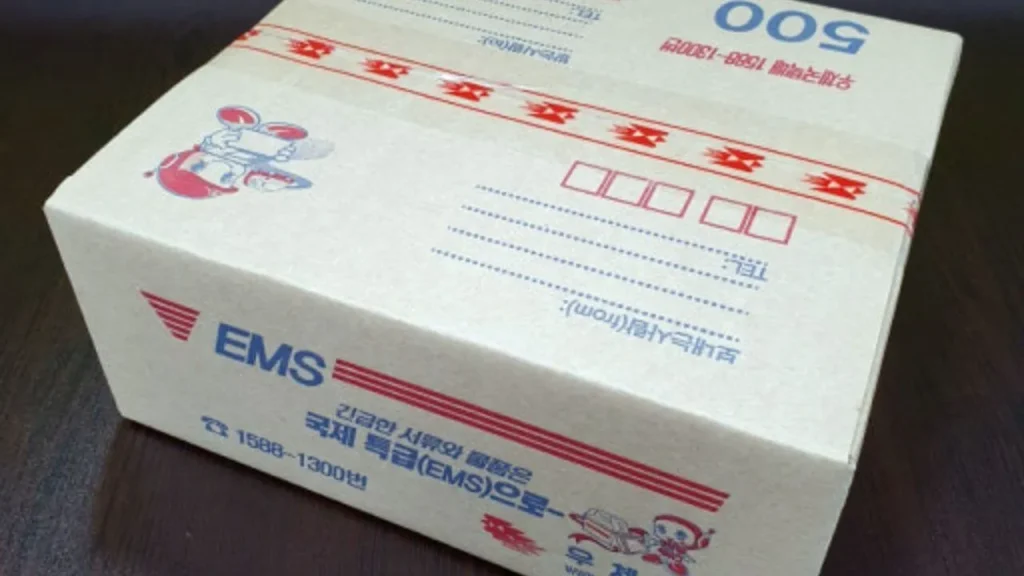 500
우체국택배 1588-1300번
받는사람(to):
TEL:
보내는사람(from):
TEL:
EMS
긴급한 서류와 물품은
국제 특급(EMS)으로~
☎ 1588-1300번